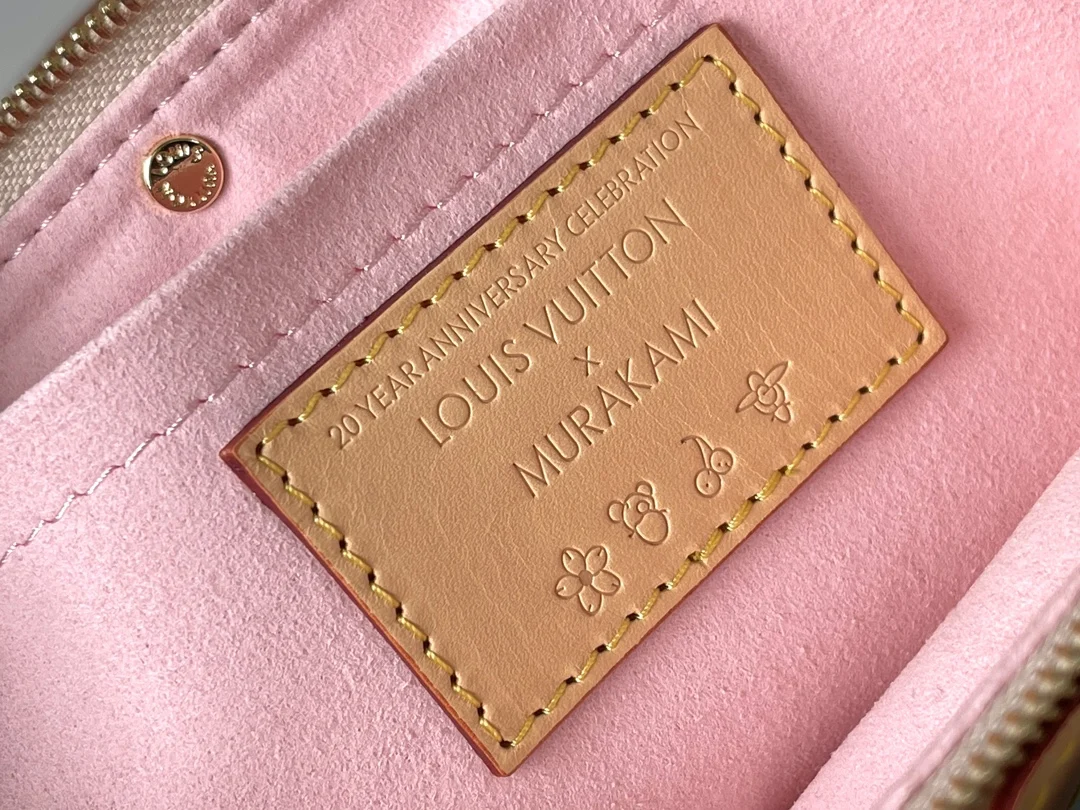 20 YEAR ANNIVERSARY CELEBRATION
LOUIS VUITTON
x
MURAKAMI